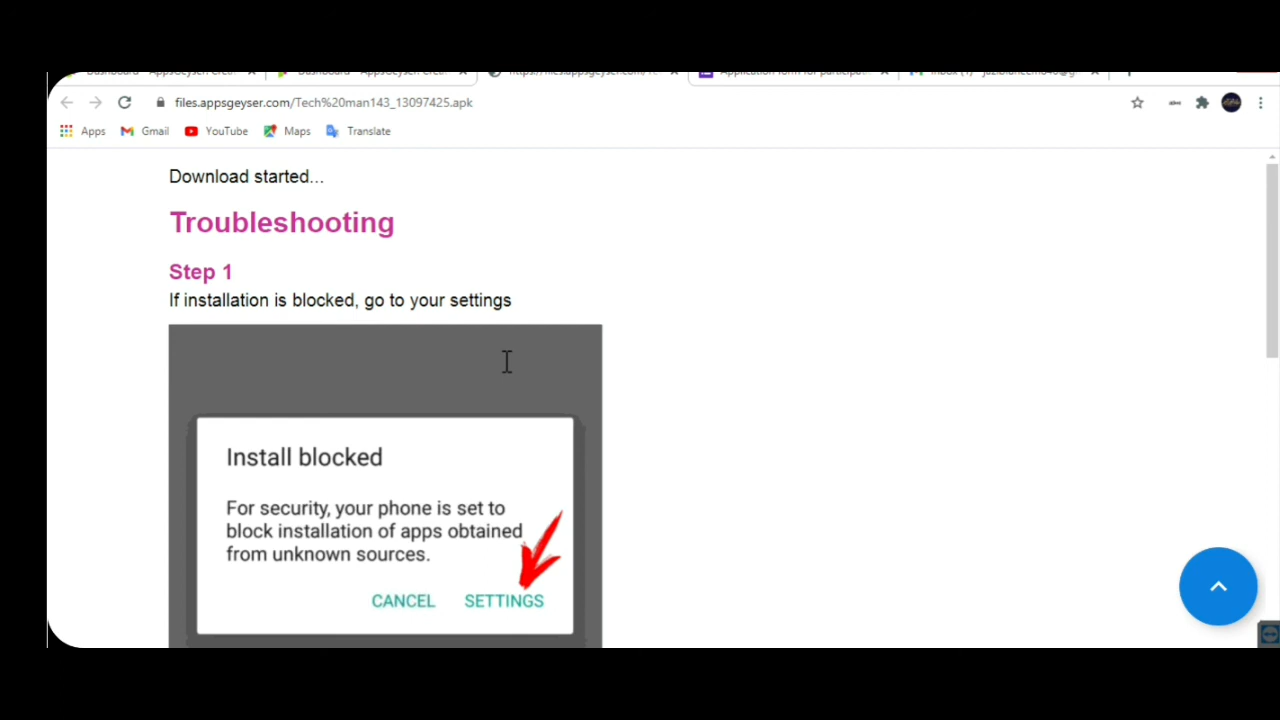 files.appsgeyser.com/Tech%20man143_13097425.apk
Apps Gmail YouTube Maps Translate
Download started...
Troubleshooting
Step 1
If installation is blocked, go to your settings
Install blocked
For security, your phone is set to
block installation of apps obtained
from unknown sources.
CANCEL SETTINGS